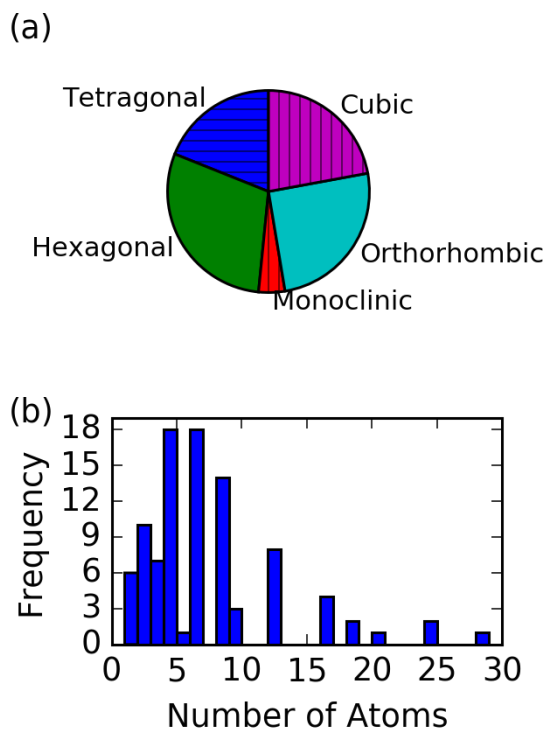 (a)
Tetragonal
Cubic
Hexagonal
Orthorhombic
Monoclinic
(b)
18
15
12
9
6
3
0
Frequency
0 5 10 15 20 25 30
Number of Atoms